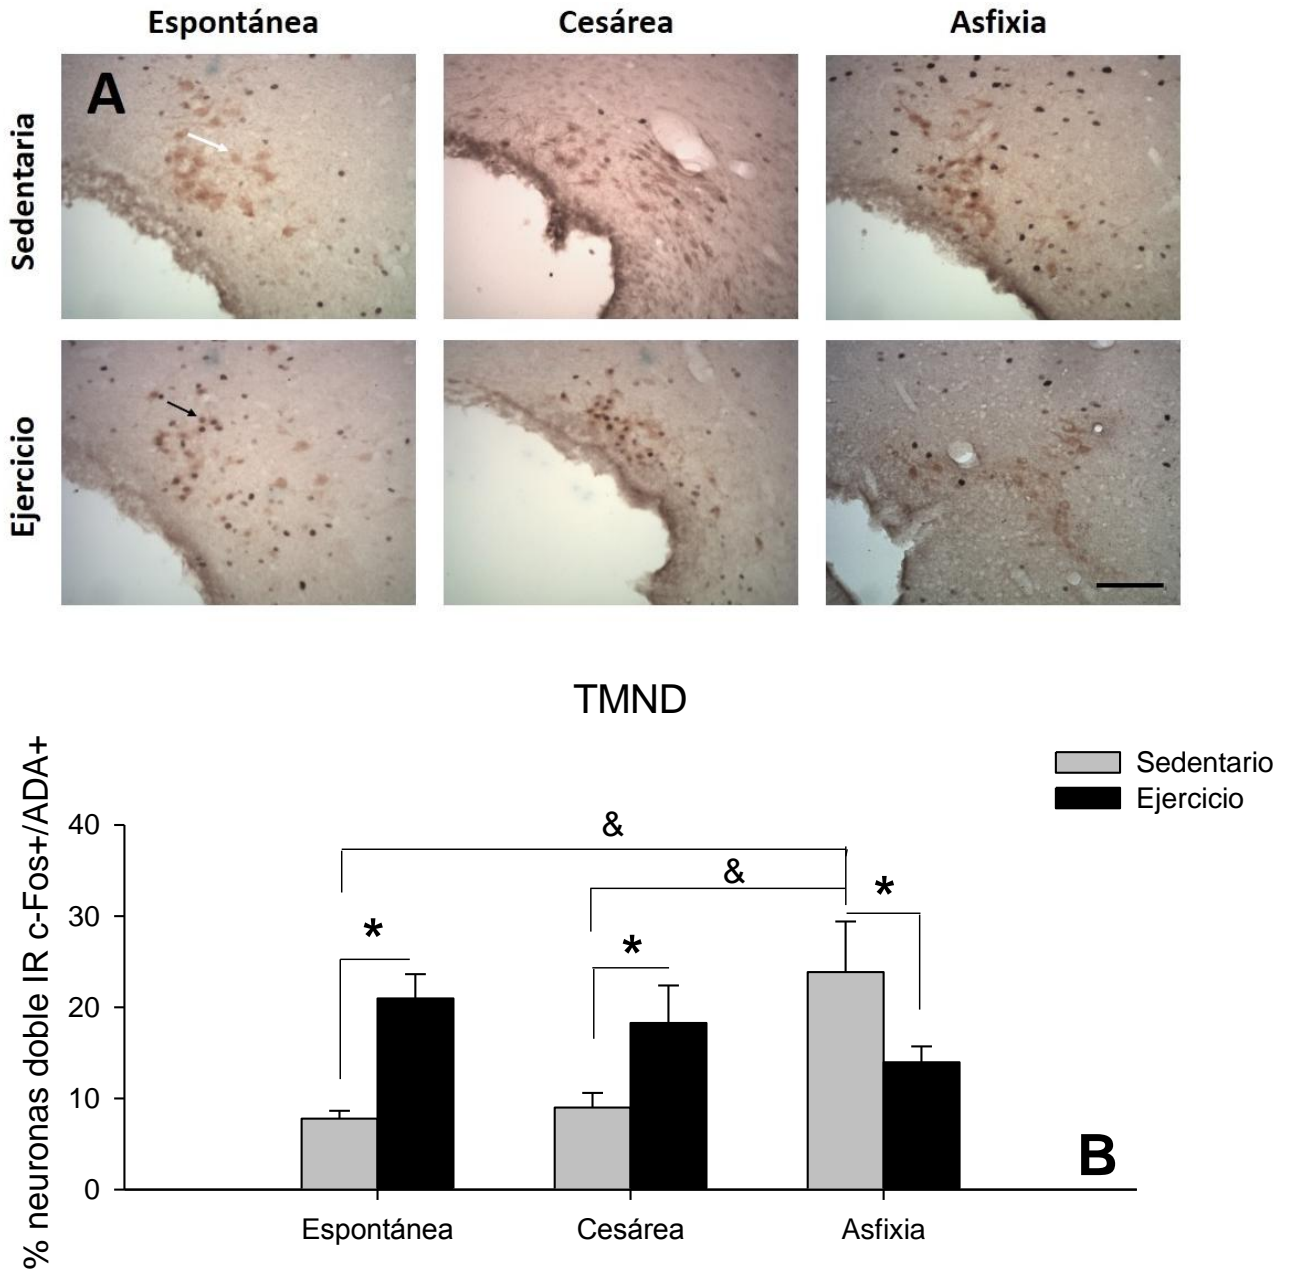 Espontánea
Cesárea
Asfixia
Sedentaria
A
Ejercicio
TMND
% neuronas doble IR c-Fos+/ADA+
Sedentario
Ejercicio
40
30
20
10
0
&
&
*
*
*
B
Espontánea
Cesárea
Asfixia